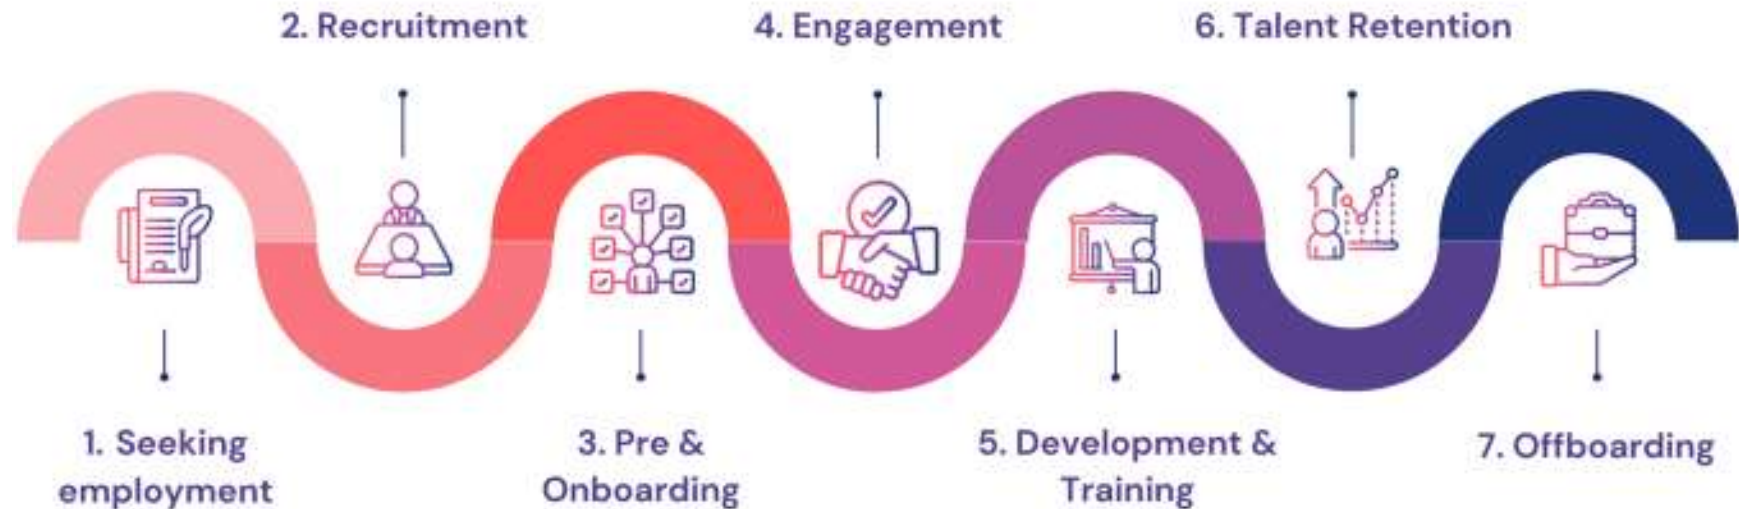 2. Recruitment
4. Engagement
6. Talent Retention
1. Seeking
employment
3. Pre &
Onboarding
5. Development &
Training
7. Offboarding